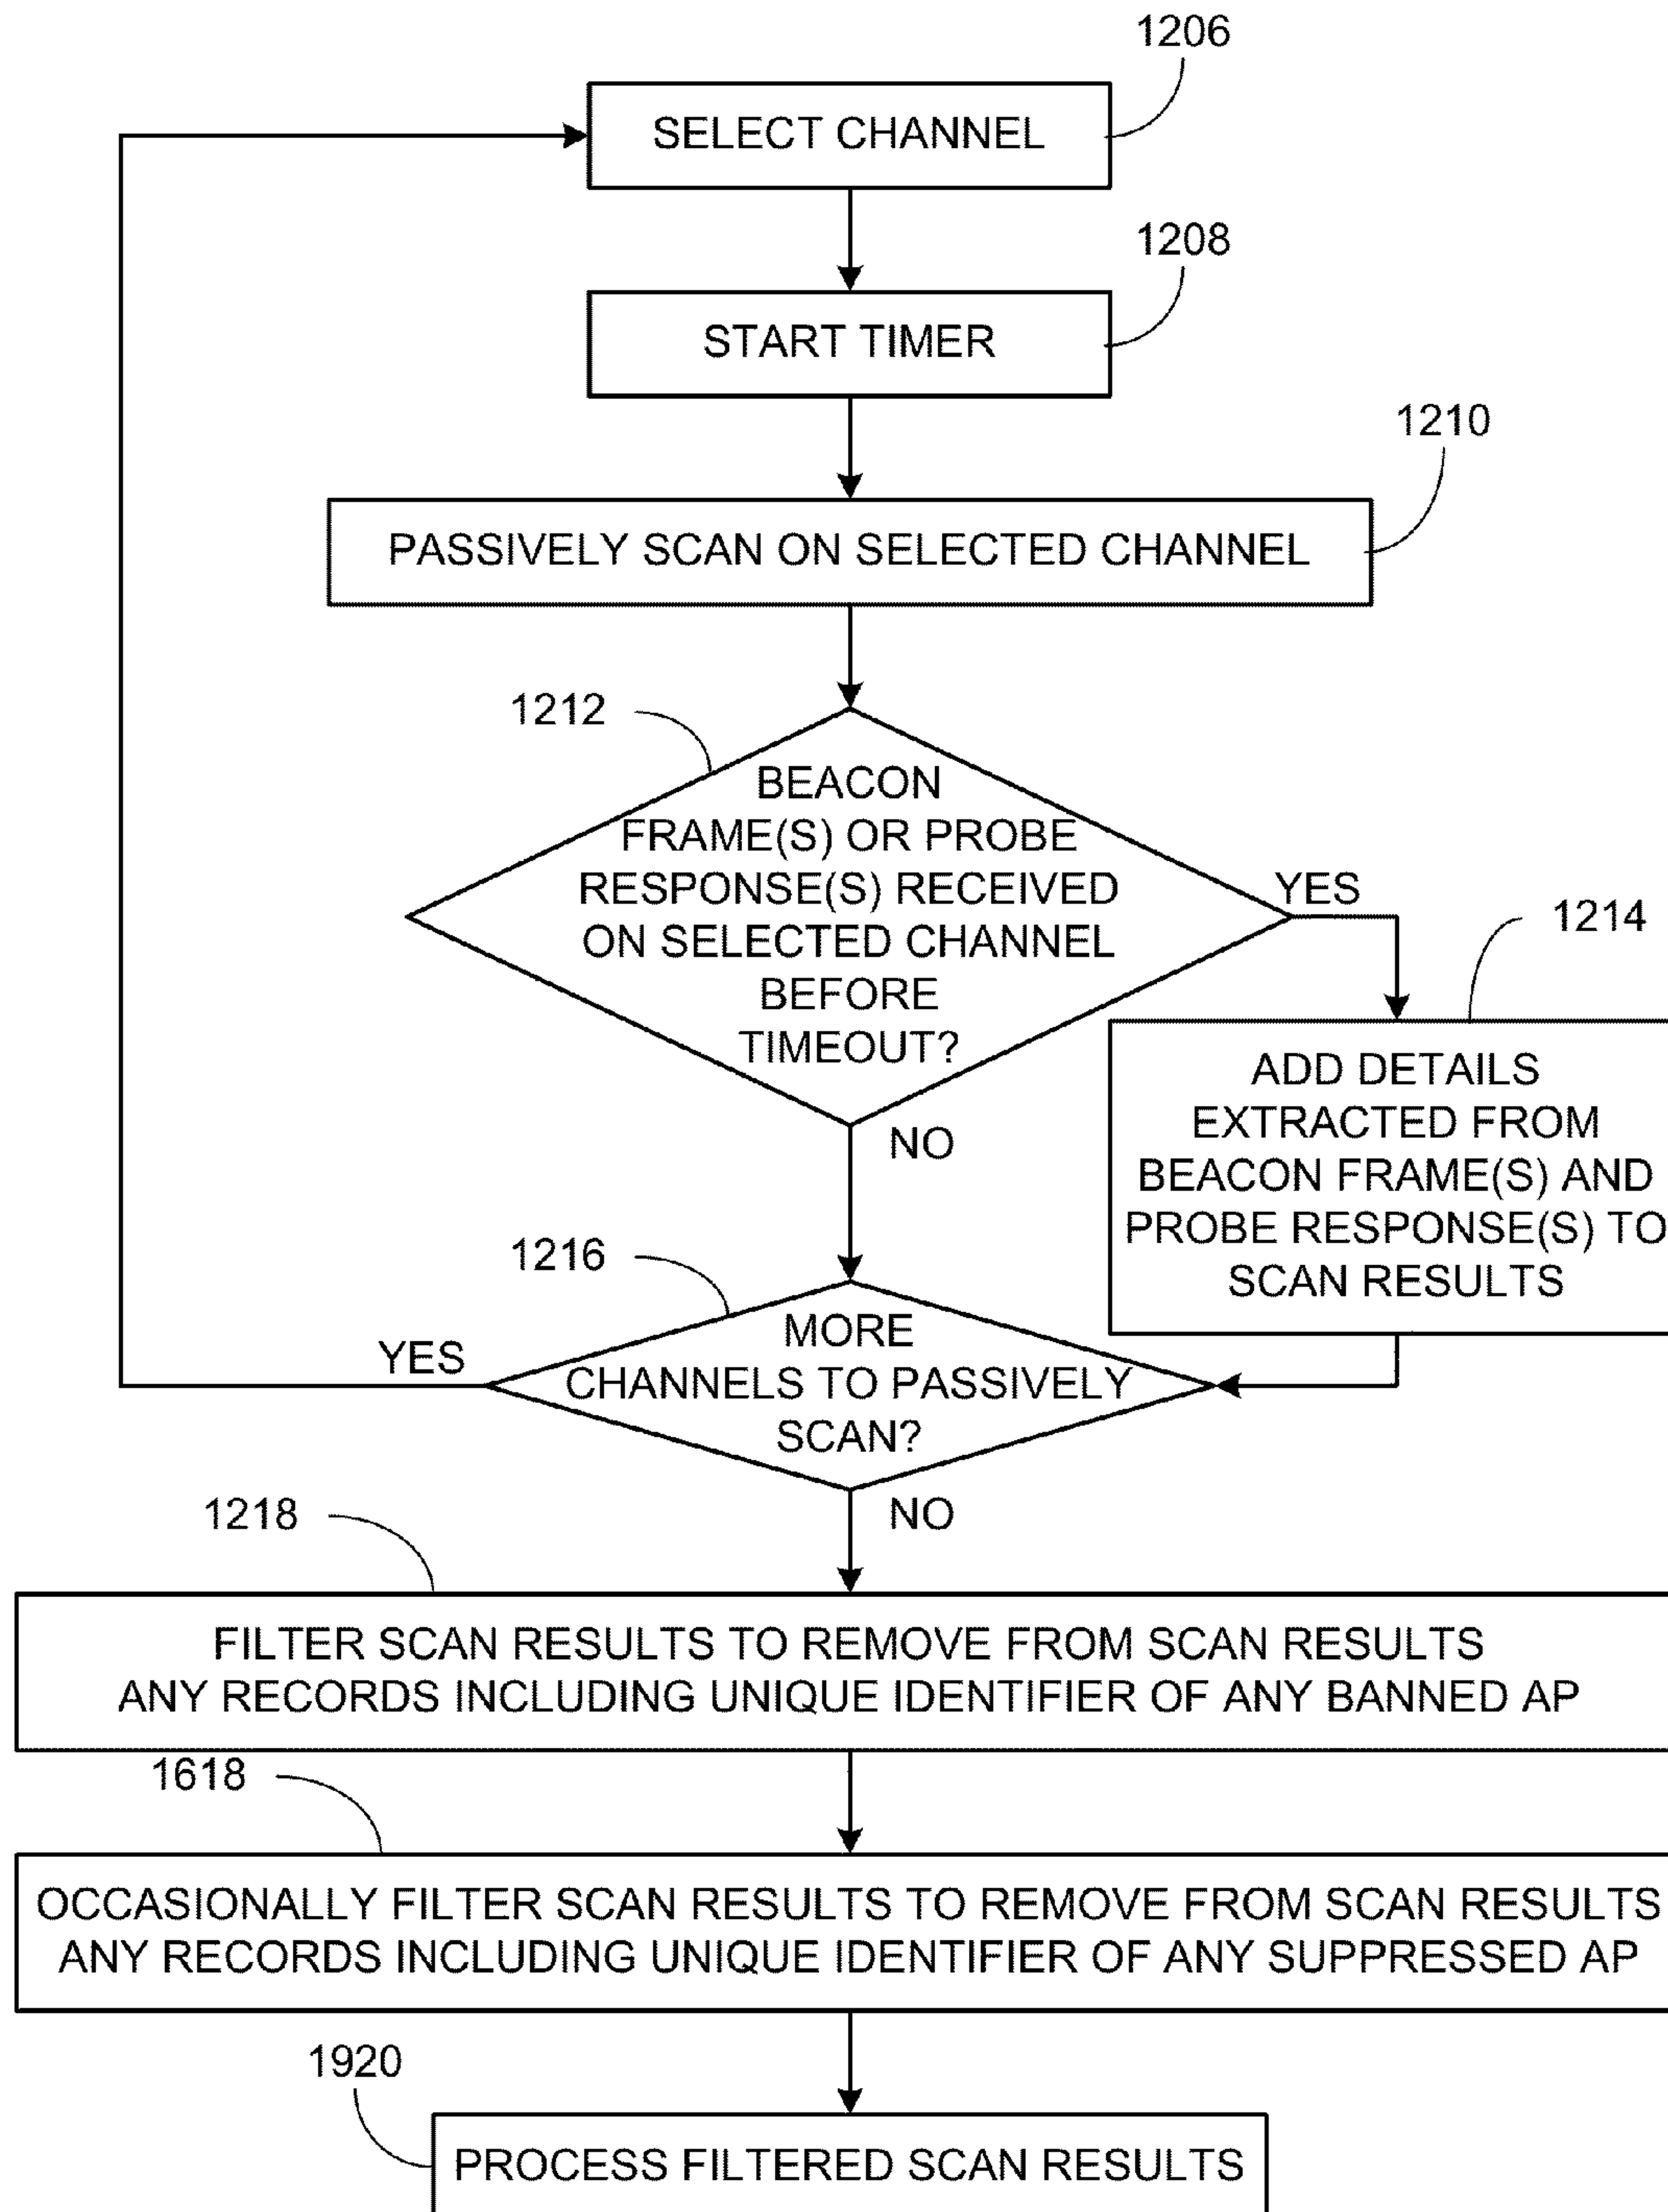 1206
SELECT CHANNEL
1208
START TIMER
1210
PASSIVELY SCAN ON SELECTED CHANNEL
1212
BEACON
FRAME(S) OR PROBE
RESPONSE(S) RECEIVED
ON SELECTED CHANNEL
BEFORE
TIMEOUT?
YES
1214
ADD DETAILS
EXTRACTED FROM
BEACON FRAME(S) AND
PROBE RESPONSE(S) TO
SCAN RESULTS
NO
1216
MORE
CHANNELS TO PASSIVELY
SCAN?
YES
NO
1218
FILTER SCAN RESULTS TO REMOVE FROM SCAN RESULTS
ANY RECORDS INCLUDING UNIQUE IDENTIFIER OF ANY BANNED AP
1618
OCCASIONALLY FILTER SCAN RESULTS TO REMOVE FROM SCAN RESULTS
ANY RECORDS INCLUDING UNIQUE IDENTIFIER OF ANY SUPPRESSED AP
1920
PROCESS FILTERED SCAN RESULTS